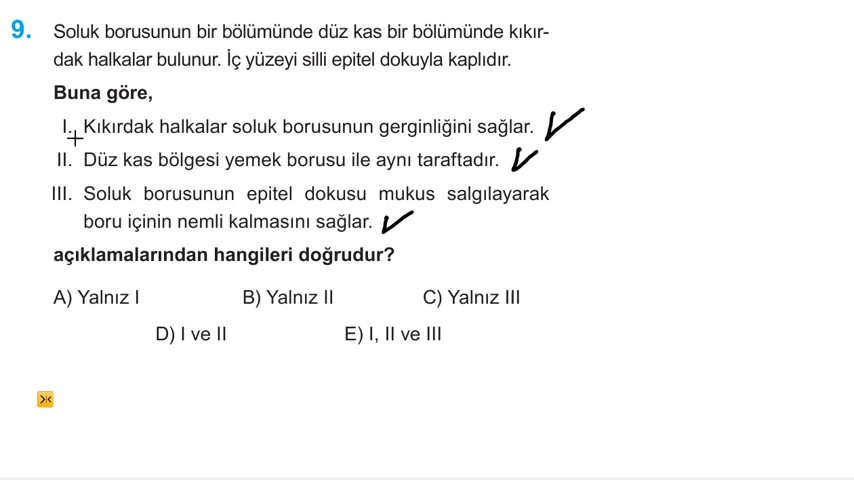 9. Soluk borusunun bir bölümünde düz kas bir bölümünde kıkır-
dak halkalar bulunur. İç yüzeyi silli epitel dokuyla kaplıdır.
Buna göre,
I. Kıkırdak halkalar soluk borusunun gerginliğini sağlar.
II. Düz kas bölgesi yemek borusu ile aynı taraftadır.
III. Soluk borusunun epitel dokusu mukus salgılayarak
boru içinin nemli kalmasını sağlar.
açıklamalarından hangileri doğrudur?
A) Yalnız I B) Yalnız II C) Yalnız III
D) I ve II E) I, II ve III